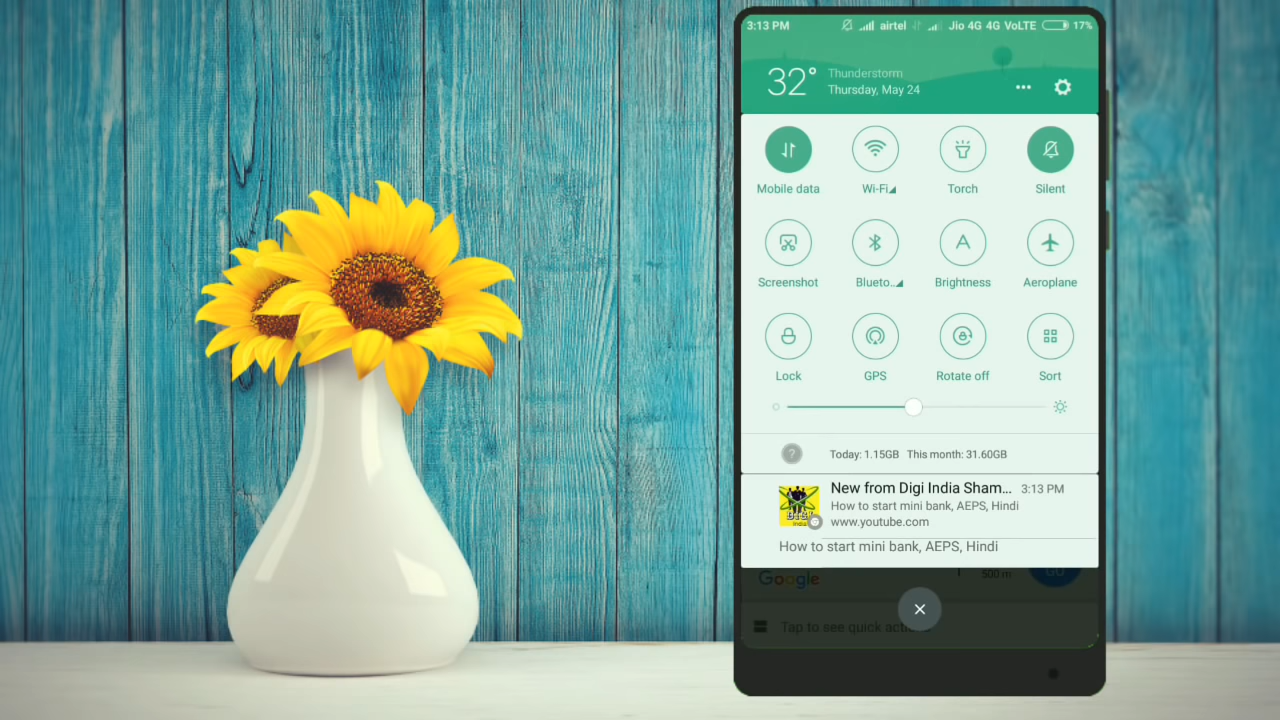 3:13 PM airtel Jio 4G 4G VoLTE 17%
32° Thunderstorm
Thursday, May 24
Mobile data Wi-Fi Torch Silent
Screenshot Blueto.. Brightness Aeroplane
Lock GPS Rotate off Sort
? Today: 1.15GB This month: 31.60GB
New from Digi India Sham... 3:13 PM
How to start mini bank, AEPS, Hindi
www.youtube.com
How to start mini bank, AEPS, Hindi
Google 500 m GO
Tap to see quick